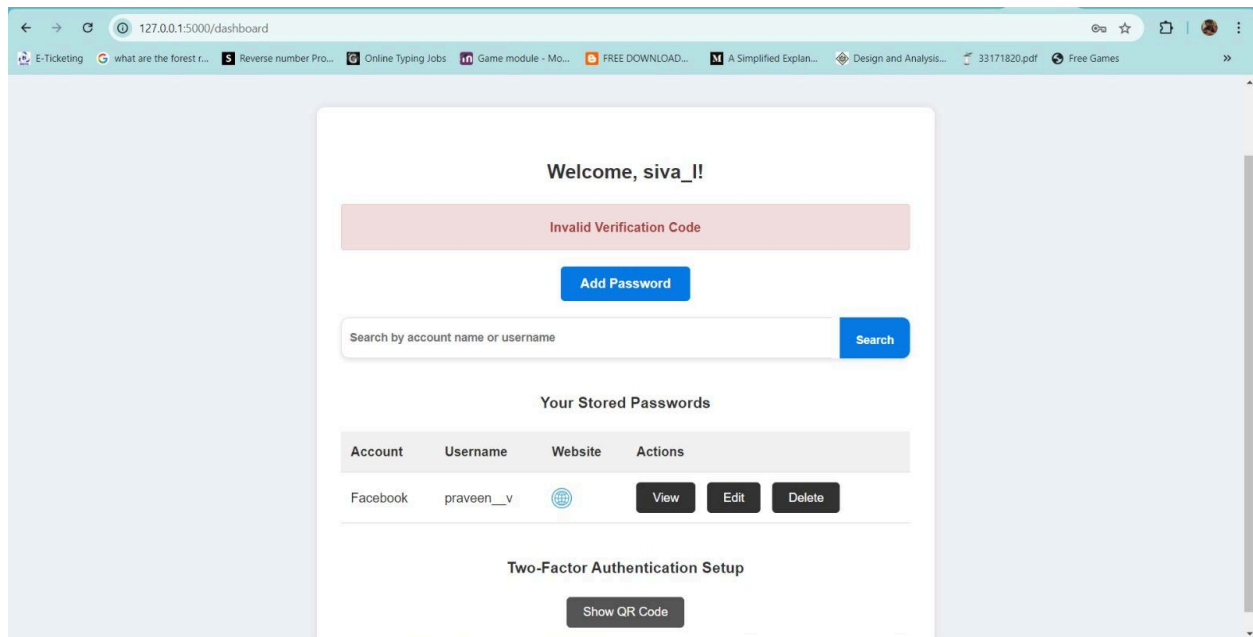 127.0.0.1:5000/dashboard
E-Ticketing G what are the forest r... S Reverse number Pro... G Online Typing Jobs in Game module - Mo... FREE DOWNLOAD... M A Simplified Explan... Design and Analysis... 33171820.pdf Free Games »
Welcome, siva_l!
Invalid Verification Code
Add Password
Search by account name or username Search
Your Stored Passwords
Account Username Website Actions
Facebook praveen__v View Edit Delete
Two-Factor Authentication Setup
Show QR Code